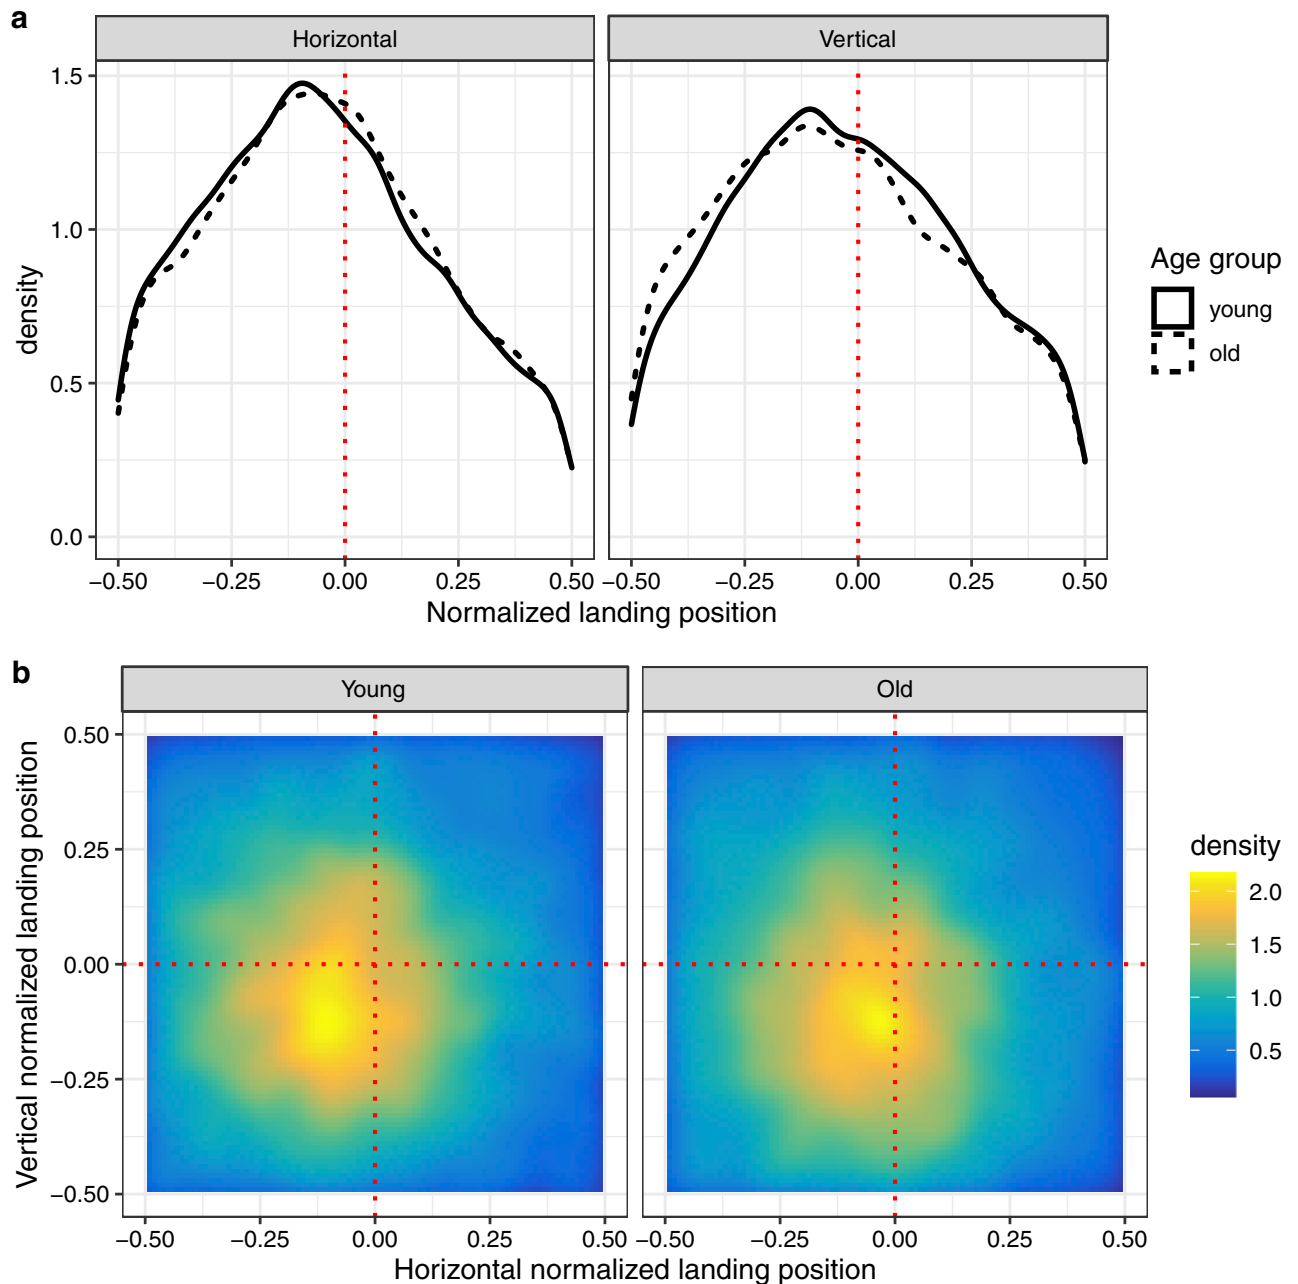 a
Horizontal
Vertical
1.5
1.0
0.5
0.0
density
−0.50
−0.25
0.00
0.25
0.50
−0.50
−0.25
0.00
0.25
0.50
Normalized landing position
Age group
young
old
b
Young
Old
0.50
0.25
0.00
−0.25
−0.50
Vertical normalized landing position
−0.50
−0.25
0.00
0.25
0.50
−0.50
−0.25
0.00
0.25
0.50
Horizontal normalized landing position
density
2.0
1.5
1.0
0.5